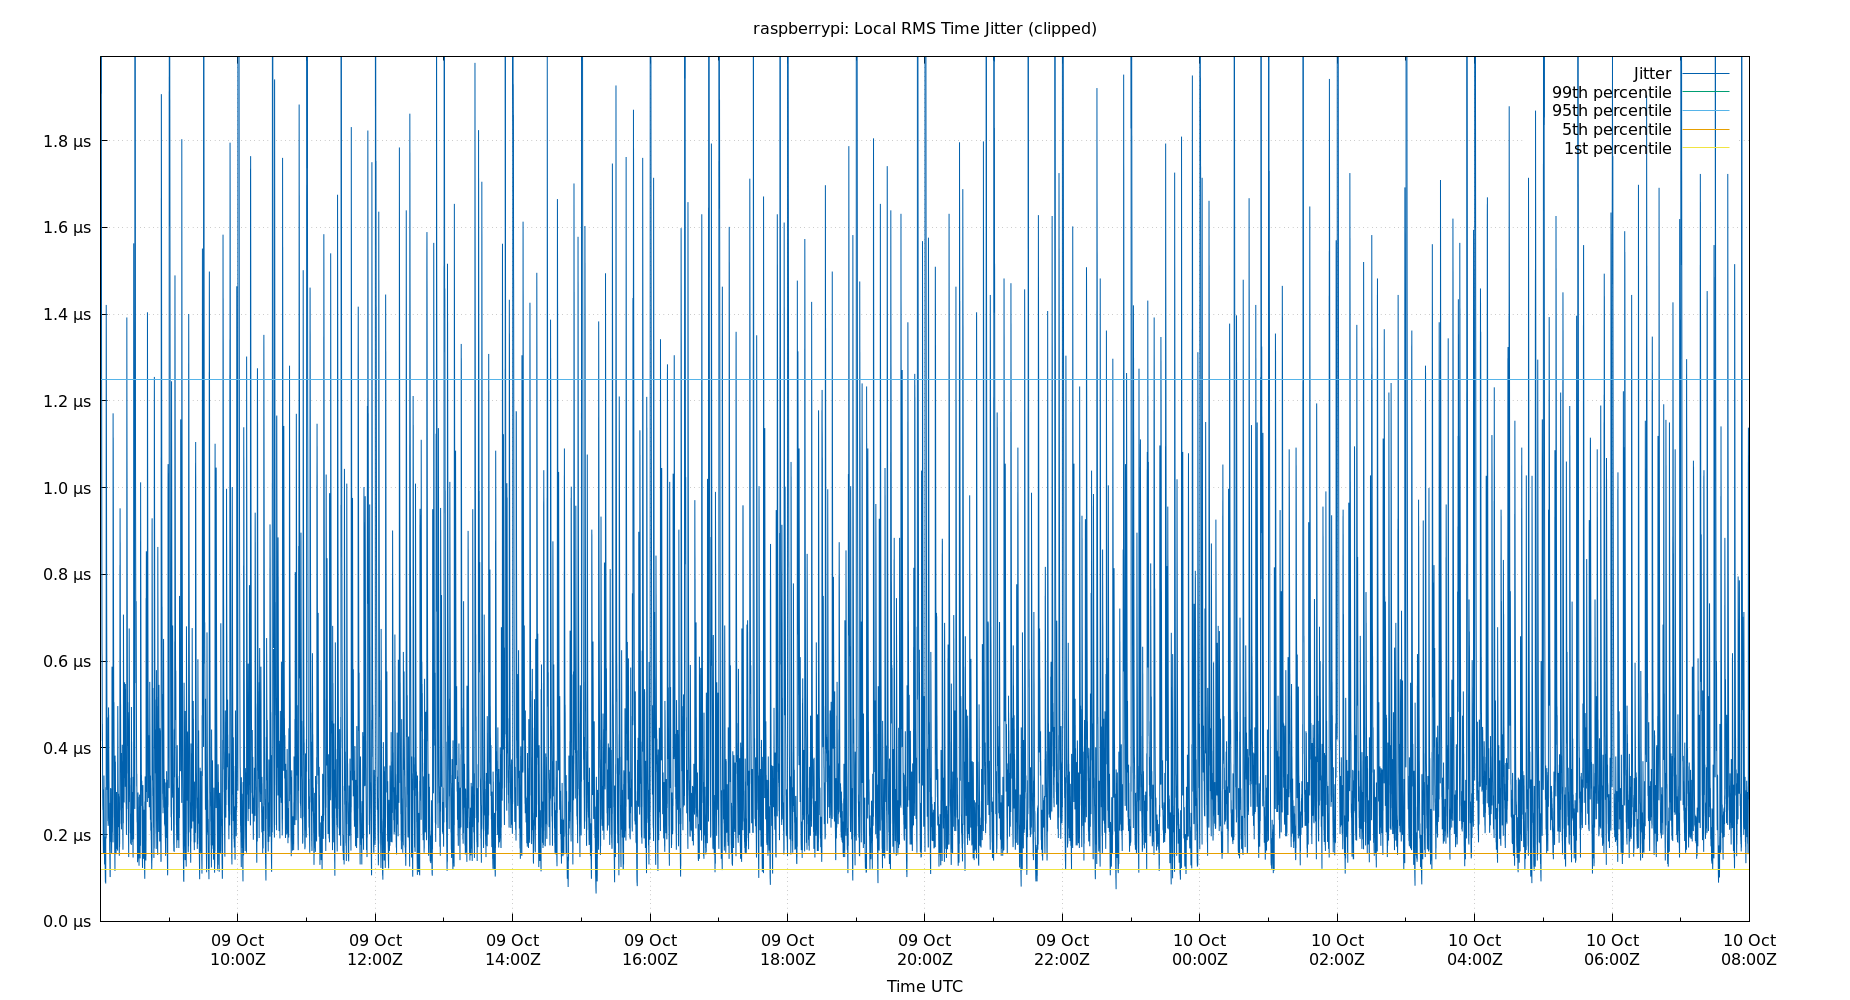 raspberrypi: Local RMS Time Jitter (clipped)
Jitter
99th percentile
95th percentile
5th percentile
1st percentile
1.8 µs
1.6 µs
1.4 µs
1.2 µs
1.0 µs
0.8 µs
0.6 µs
0.4 µs
0.2 µs
0.0 µs
09 Oct 09 Oct 09 Oct 09 Oct 09 Oct 09 Oct 09 Oct 10 Oct 10 Oct 10 Oct 10 Oct 10 Oct
10:00Z 12:00Z 14:00Z 16:00Z 18:00Z 20:00Z 22:00Z 00:00Z 02:00Z 04:00Z 06:00Z 08:00Z
Time UTC